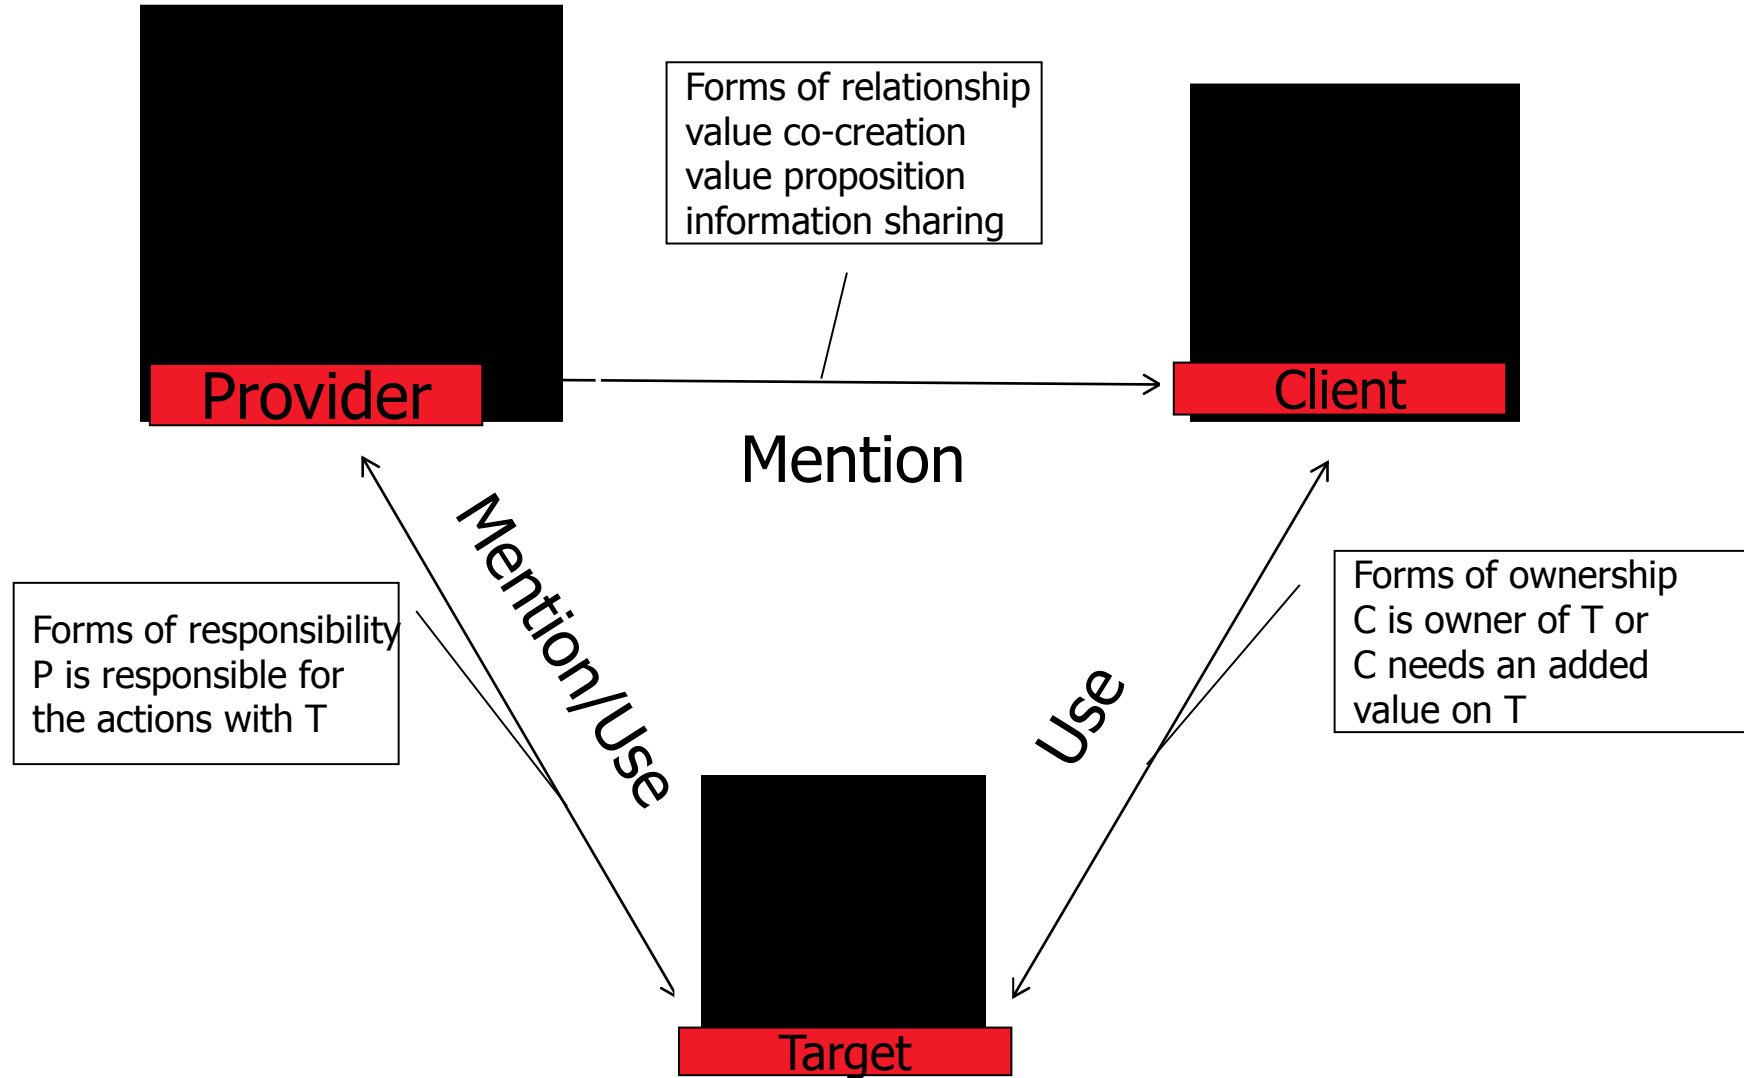 Forms of relationship
value co-creation
value proposition
information sharing
Provider
Client
Mention
Mention/Use
Use
Forms of responsibility
P is responsible for
the actions with T
Forms of ownership
C is owner of T or
C needs an added
value on T
Target